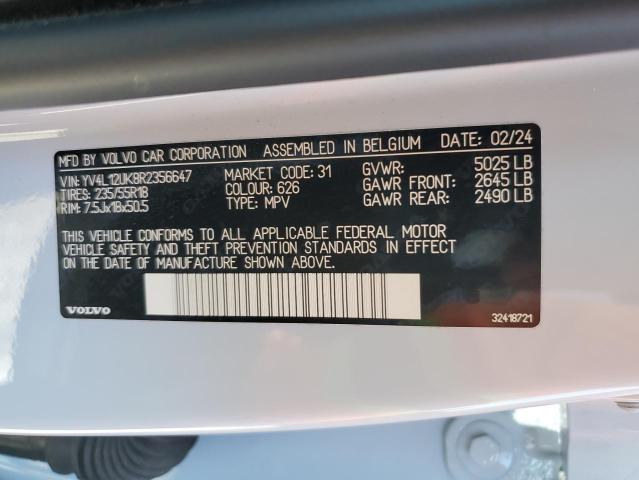 MFD BY VOLVO CAR CORPORATION ASSEMBLED IN BELGIUM DATE: 02/24
VIN: YV4L12UK8R2356647 MARKET CODE: 31 GVWR: 5025 LB
TIRES: 235/55R18 COLOUR: 626 GAWR FRONT: 2645 LB
RIM: 7.5Jx18x50.5 TYPE: MPV GAWR REAR: 2490 LB
THIS VEHICLE CONFORMS TO ALL APPLICABLE FEDERAL MOTOR
VEHICLE SAFETY AND THEFT PREVENTION STANDARDS IN EFFECT
ON THE DATE OF MANUFACTURE SHOWN ABOVE.
VOLVO 32418721